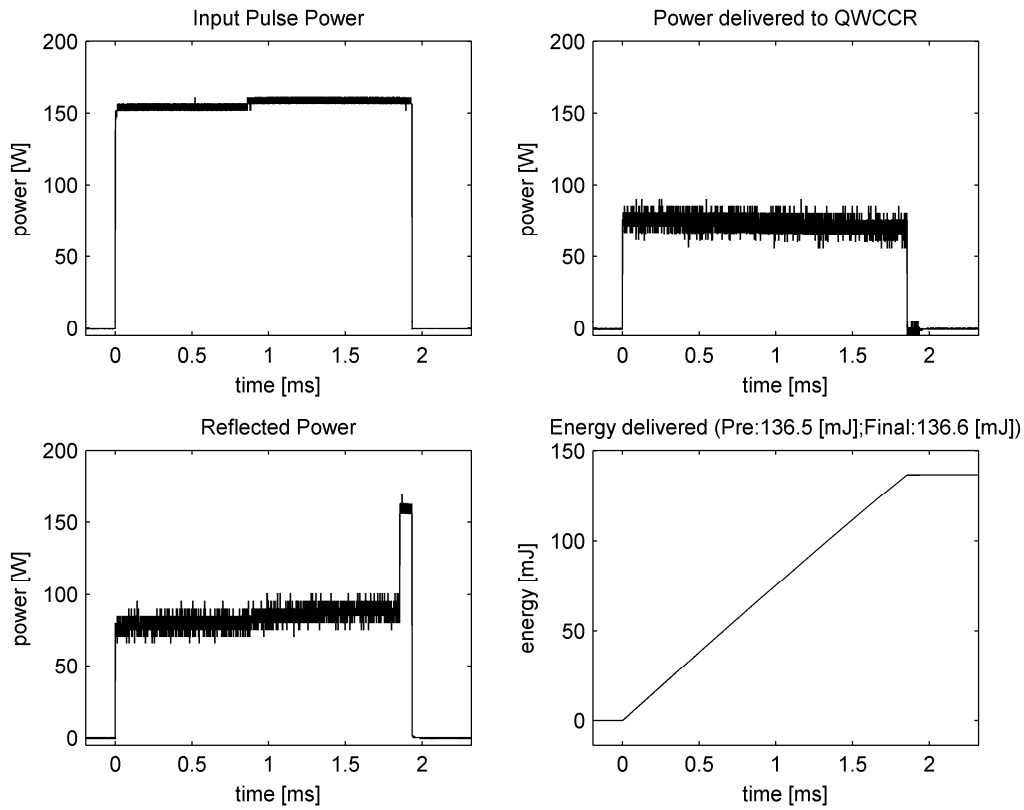 Input Pulse Power
200
150
100
50
0
power [W]
0 0.5 1 1.5 2
time [ms]
Power delivered to QWCCR
200
150
100
50
0
power [W]
0 0.5 1 1.5 2
time [ms]
Reflected Power
200
150
100
50
0
power [W]
0 0.5 1 1.5 2
time [ms]
Energy delivered (Pre:136.5 [mJ];Final:136.6 [mJ])
150
100
50
0
energy [mJ]
0 0.5 1 1.5 2
time [ms]